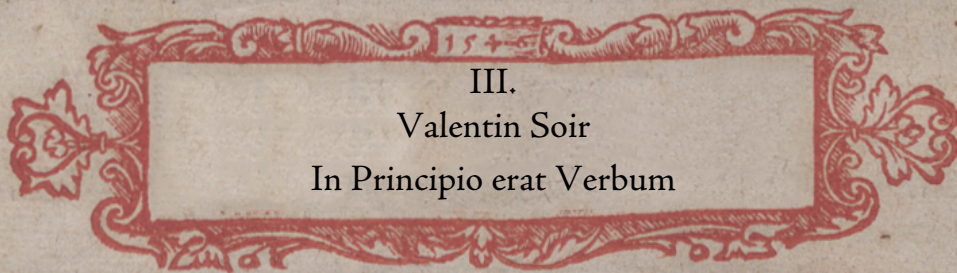 III.
Valentin Soir
In Principio erat Verbum